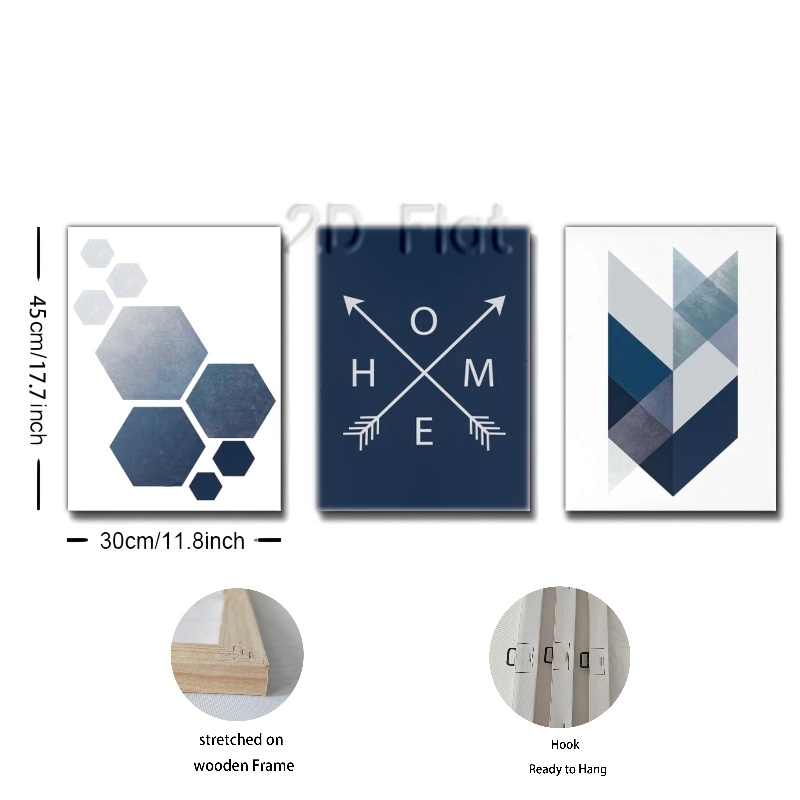 2D Flat
45cm/17.7inch
O
H M
E
30cm/11.8inch
stretched on
wooden Frame
Hook
Ready to Hang